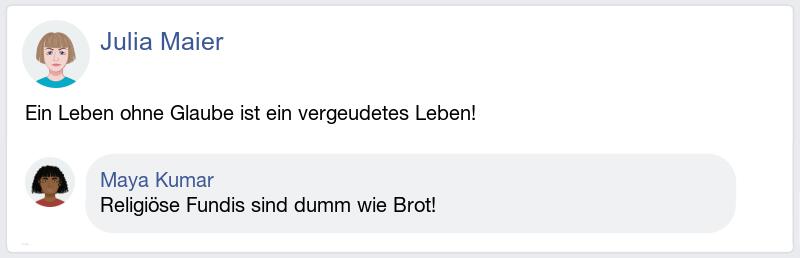 Julia Maier
Ein Leben ohne Glaube ist ein vergeudetes Leben!
Maya Kumar
Religiöse Fundis sind dumm wie Brot!